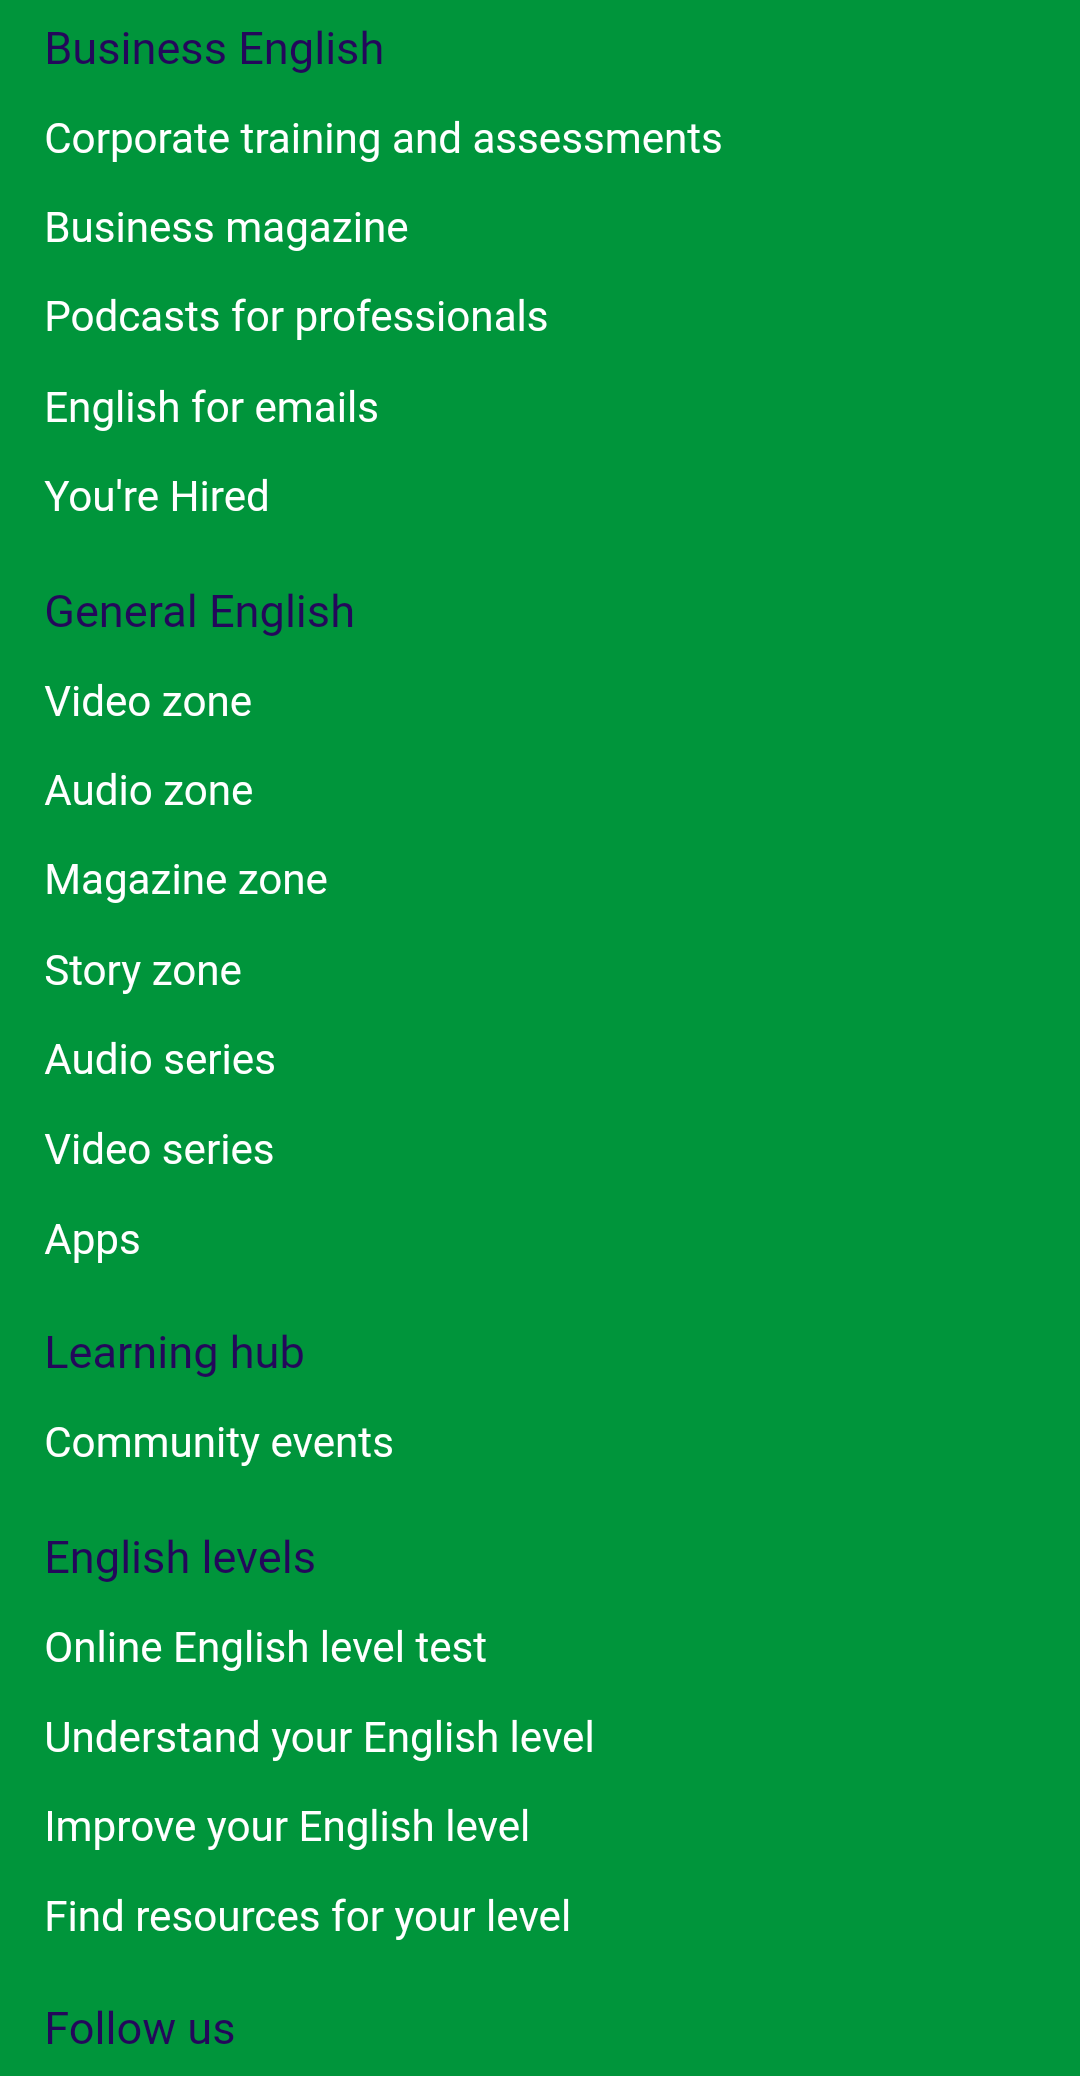 Business English
Corporate training and assessments
Business magazine
Podcasts for professionals
English for emails
You're Hired
General English
Video zone
Audio zone
Magazine zone
Story zone
Audio series
Video series
Apps
Learning hub
Community events
English levels
Online English level test
Understand your English level
Improve your English level
Find resources for your level
Follow us